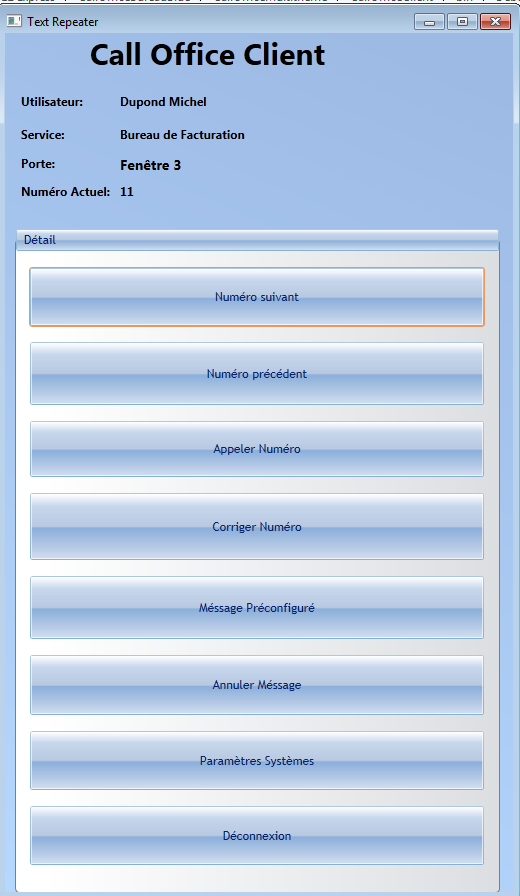 Text Repeater
Call Office Client
Utilisateur: Dupond Michel
Service: Bureau de Facturation
Porte: Fenêtre 3
Numéro Actuel: 11
Détail
Numéro suivant
Numéro précédent
Appeler Numéro
Corriger Numéro
Méssage Préconfiguré
Annuler Méssage
Paramètres Systèmes
Déconnexion